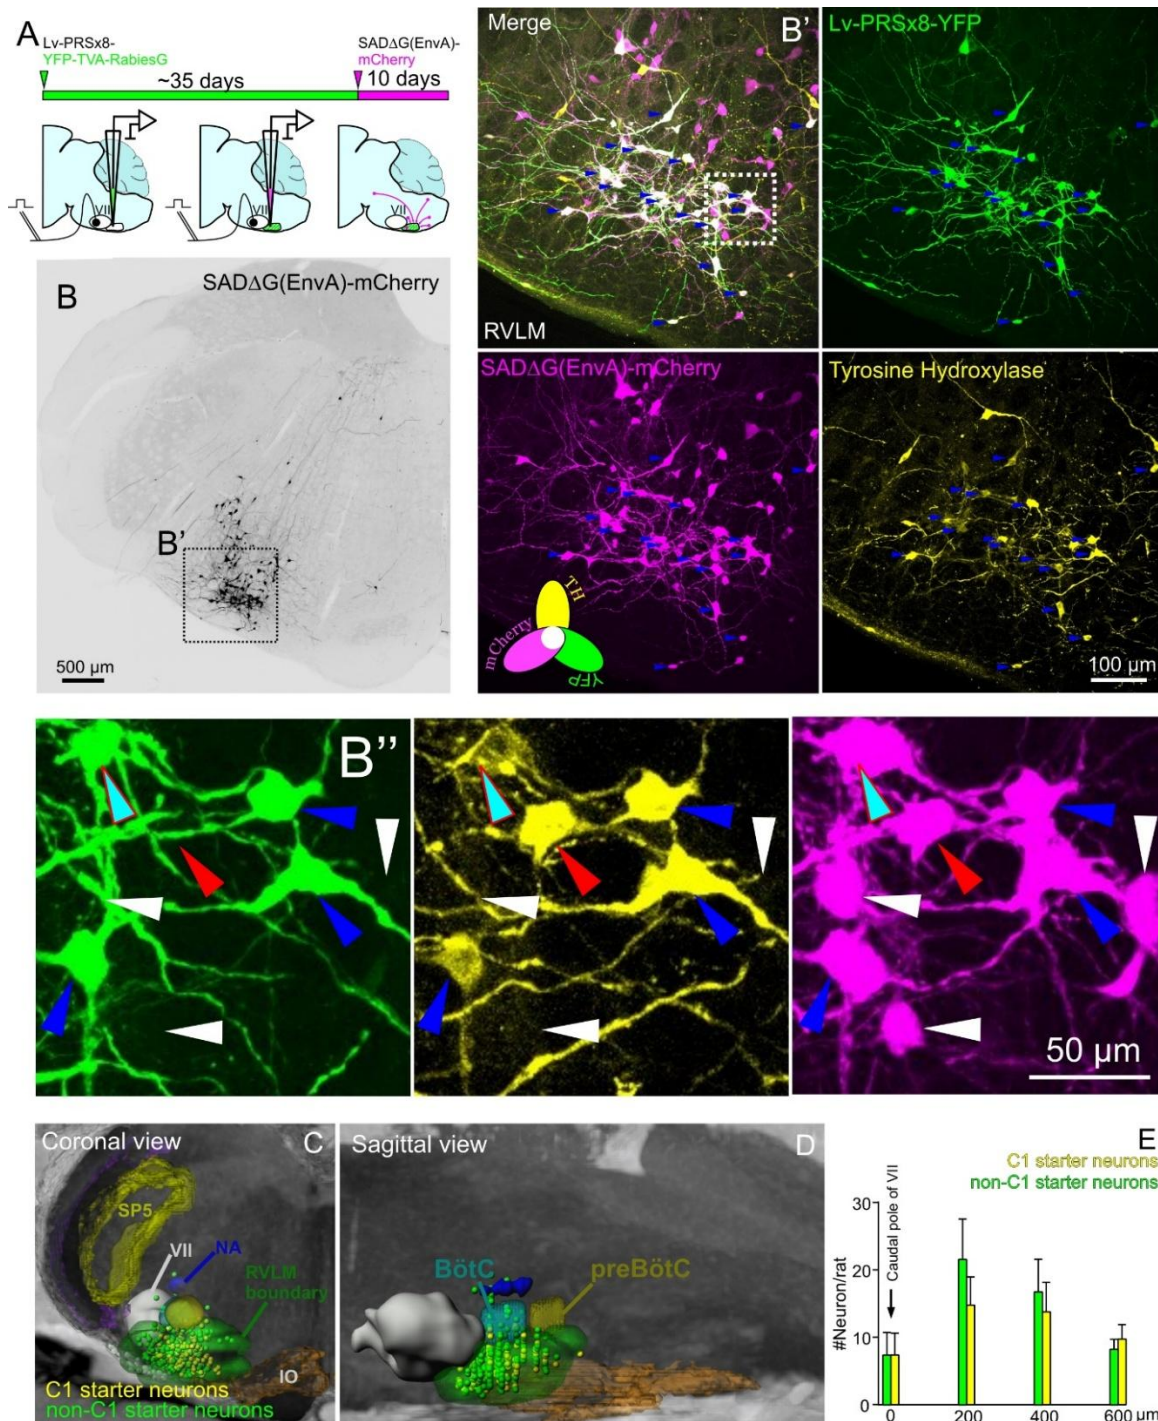 A
Lv-PRSx8-
YFP-TVA-RabiesG
SADΔG(EnvA)-
mCherry
~35 days
10 days
VII
VII
VII
B
SADΔG(EnvA)-mCherry
B'
500 µm
Merge
B'
RVLM
Lv-PRSx8-YFP
SADΔG(EnvA)-mCherry
TH
mCherry
YFP
Tyrosine Hydroxylase
100 µm
B''
50 µm
Coronal view
C
SP5
VII
NA
RVLM
boundary
IO
C1 starter neurons
non-C1 starter neurons
Sagittal view
D
BötC
preBötC
E
C1 starter neurons
non-C1 starter neurons
Caudal pole of VII
#Neuron/rat
30
20
10
0
0
200
400
600 µm